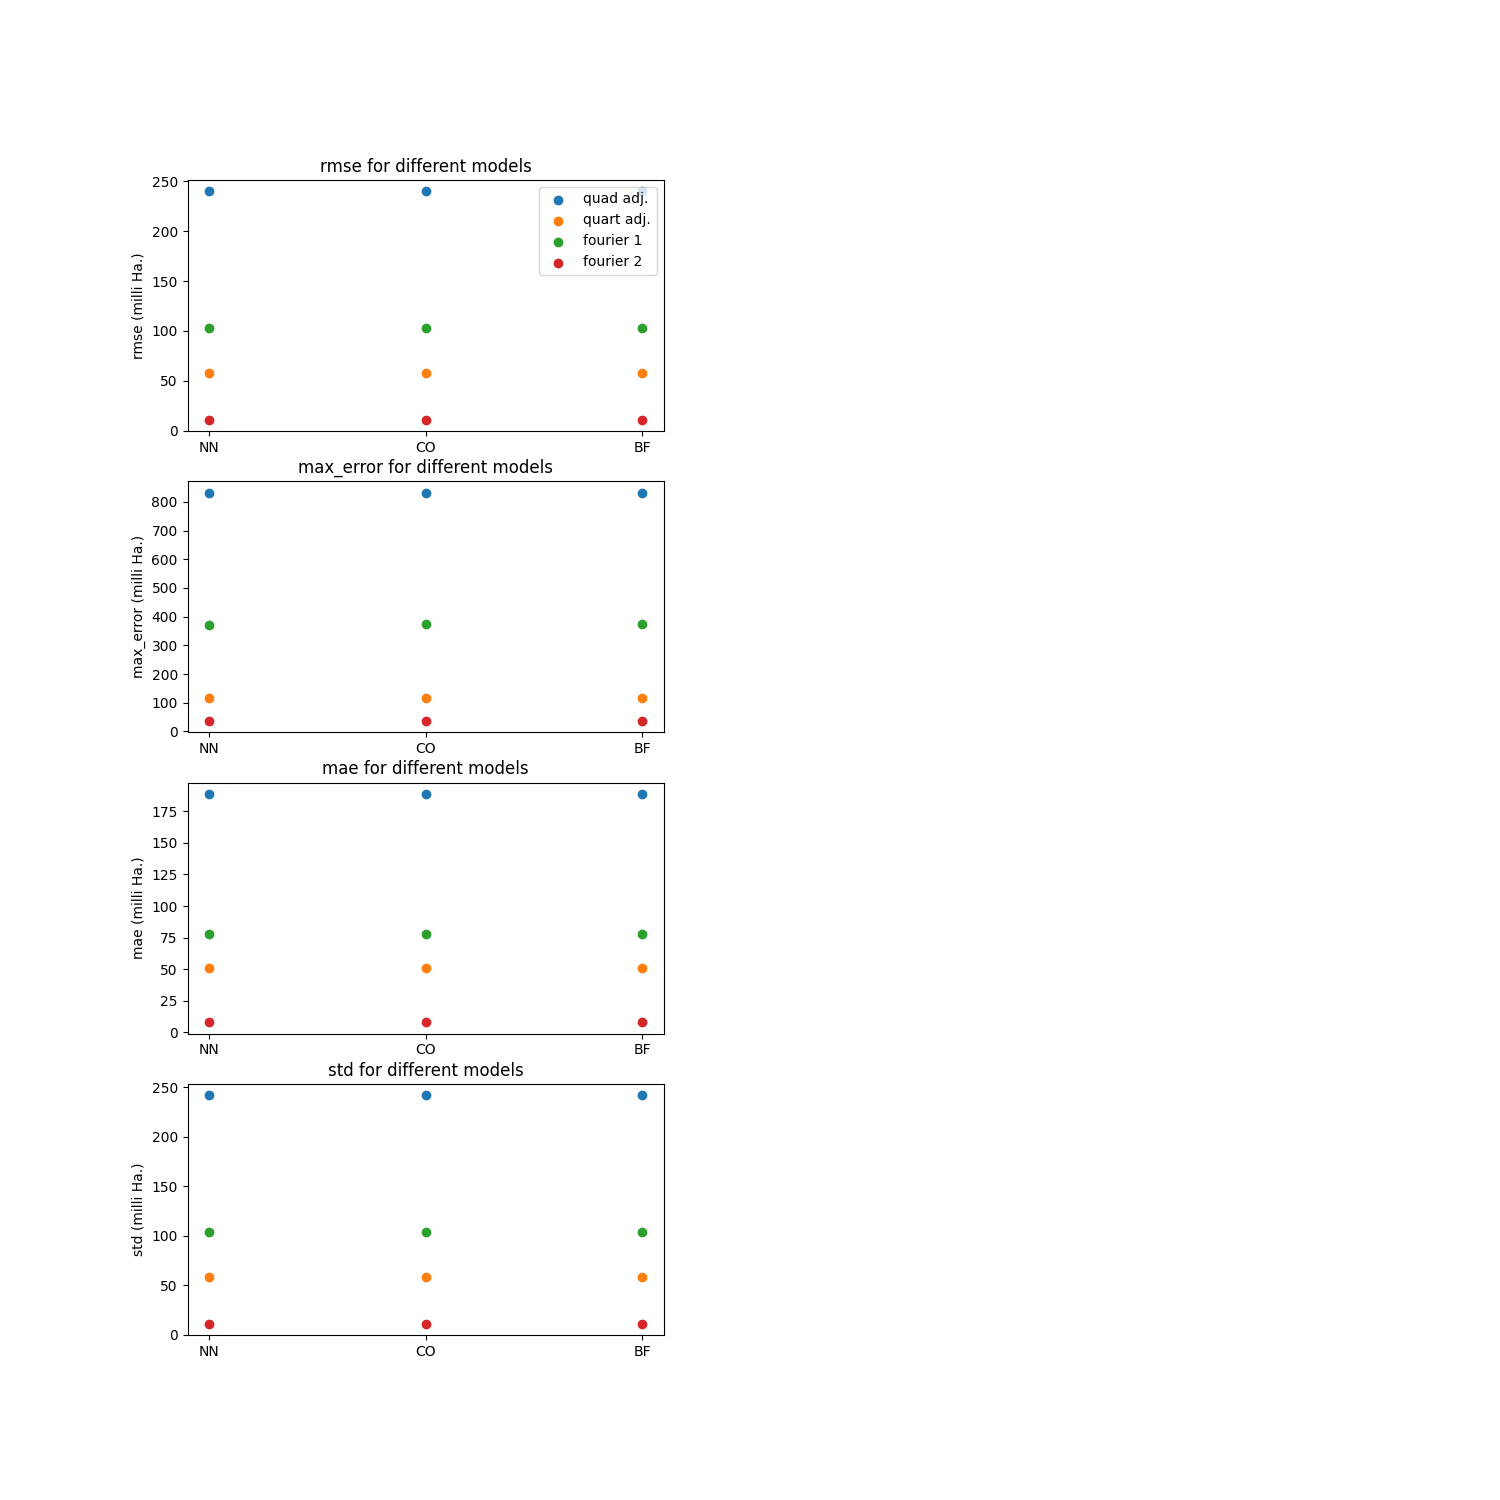 rmse for different models
rmse (milli Ha.)
250
200
150
100
50
0
quad adj.
quart adj.
fourier 1
fourier 2
NN CO BF
max_error for different models
max_error (milli Ha.)
800
700
600
500
400
300
200
100
0
NN CO BF
mae for different models
mae (milli Ha.)
175
150
125
100
75
50
25
0
NN CO BF
std for different models
std (milli Ha.)
250
200
150
100
50
0
NN CO BF